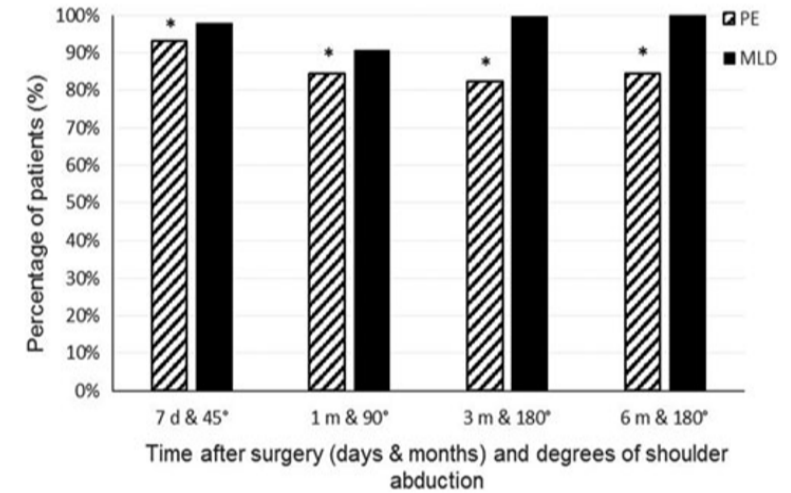 100%
90%
80%
70%
60%
50%
40%
30%
20%
10%
0%
Percentage of patients (%)
* * * *
PE
MLD
7 d & 45°
1 m & 90°
3 m & 180°
6 m & 180°
Time after surgery (days & months) and degrees of shoulder
abduction